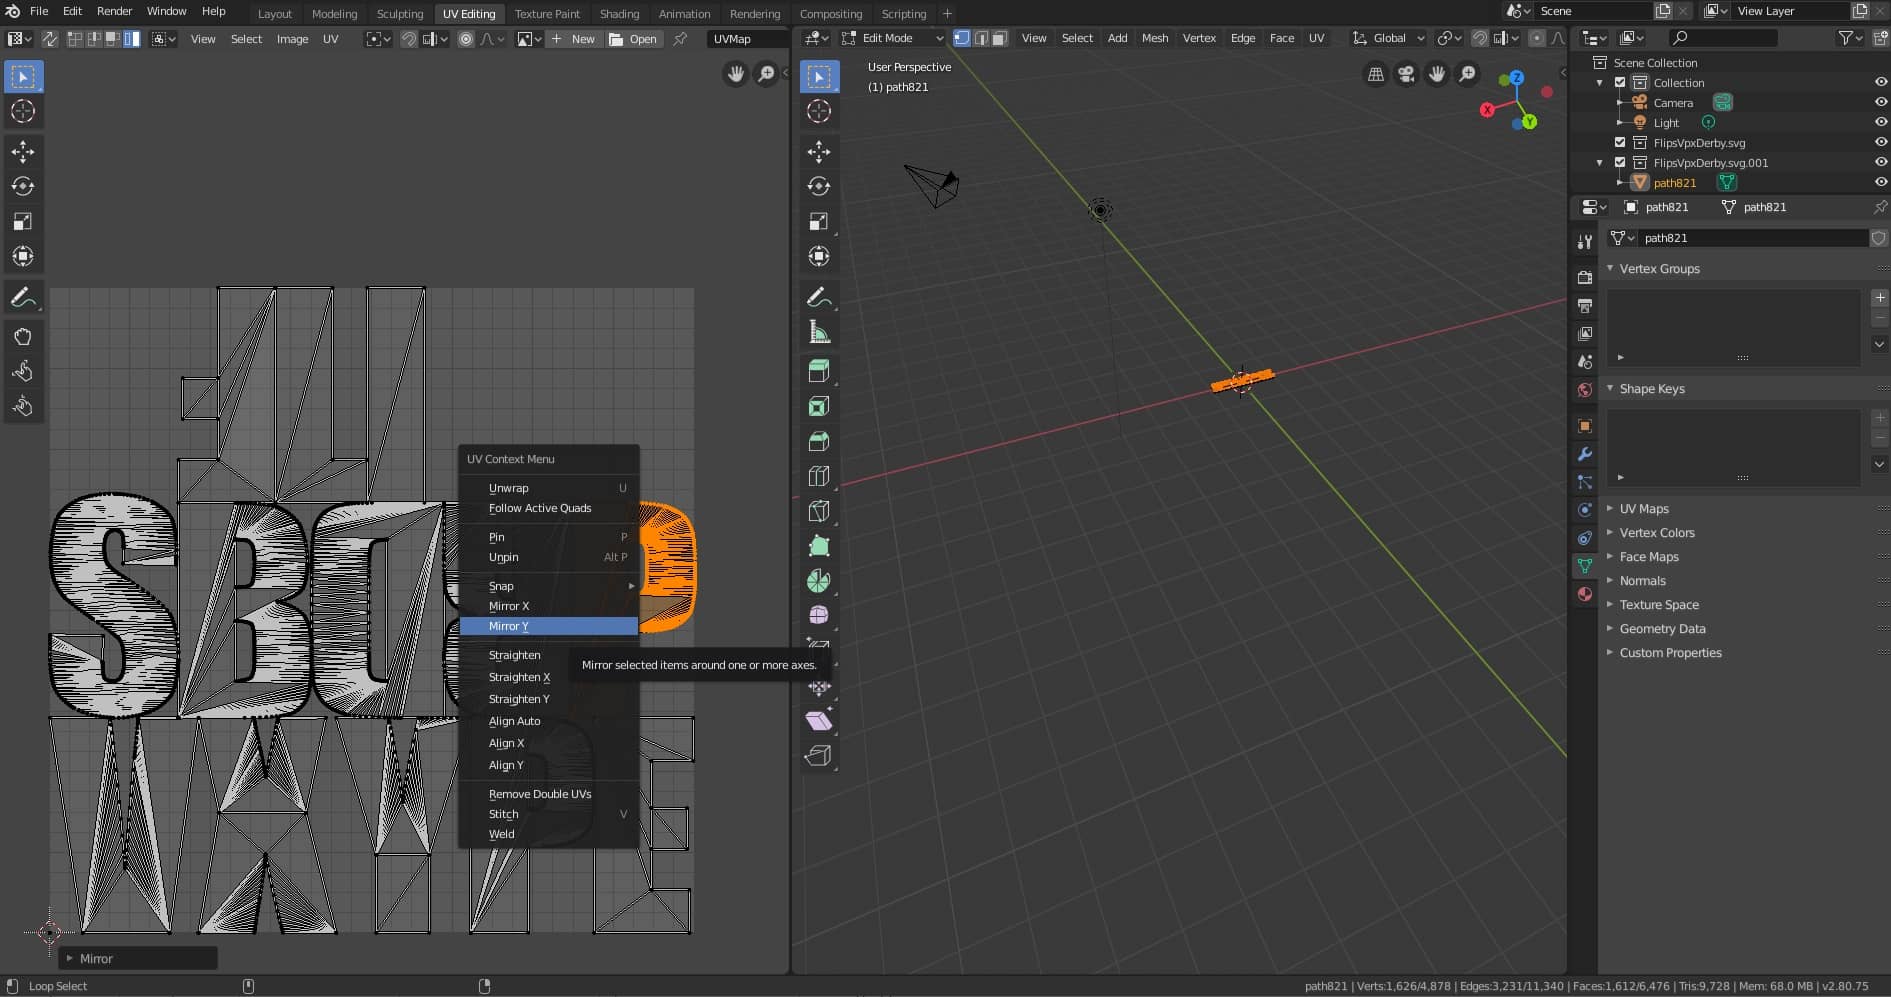 File Edit Render Window Help Layout Modeling Sculpting UV Editing Texture Paint Shading Animation Rendering Compositing Scripting + Scene View Layer
View Select Image UV New Open UVMap
Edit Mode View Select Add Mesh Vertex Edge Face UV Global
User Perspective
(1) path821
Z
X
Y
Scene Collection
Collection
Camera
Light
FlipsVpxDerby.svg
FlipsVpxDerby.svg.001
path821
path821 path821
path821
Vertex Groups
Shape Keys
UV Maps
Vertex Colors
Face Maps
Normals
Texture Space
Geometry Data
Custom Properties
UV Context Menu
Unwrap U
Follow Active Quads
Pin P
Unpin Alt P
Snap
Mirror X
Mirror Y
Straighten
Straighten X
Straighten Y
Align Auto
Align X
Align Y
Remove Double UVs
Stitch V
Weld
Mirror selected items around one or more axes.
Mirror
Loop Select
path821 | Verts:1,626/4,878 | Edges:3,231/11,340 | Faces:1,612/6,476 | Tris:9,728 | Mem: 68.0 MB | v2.80.75